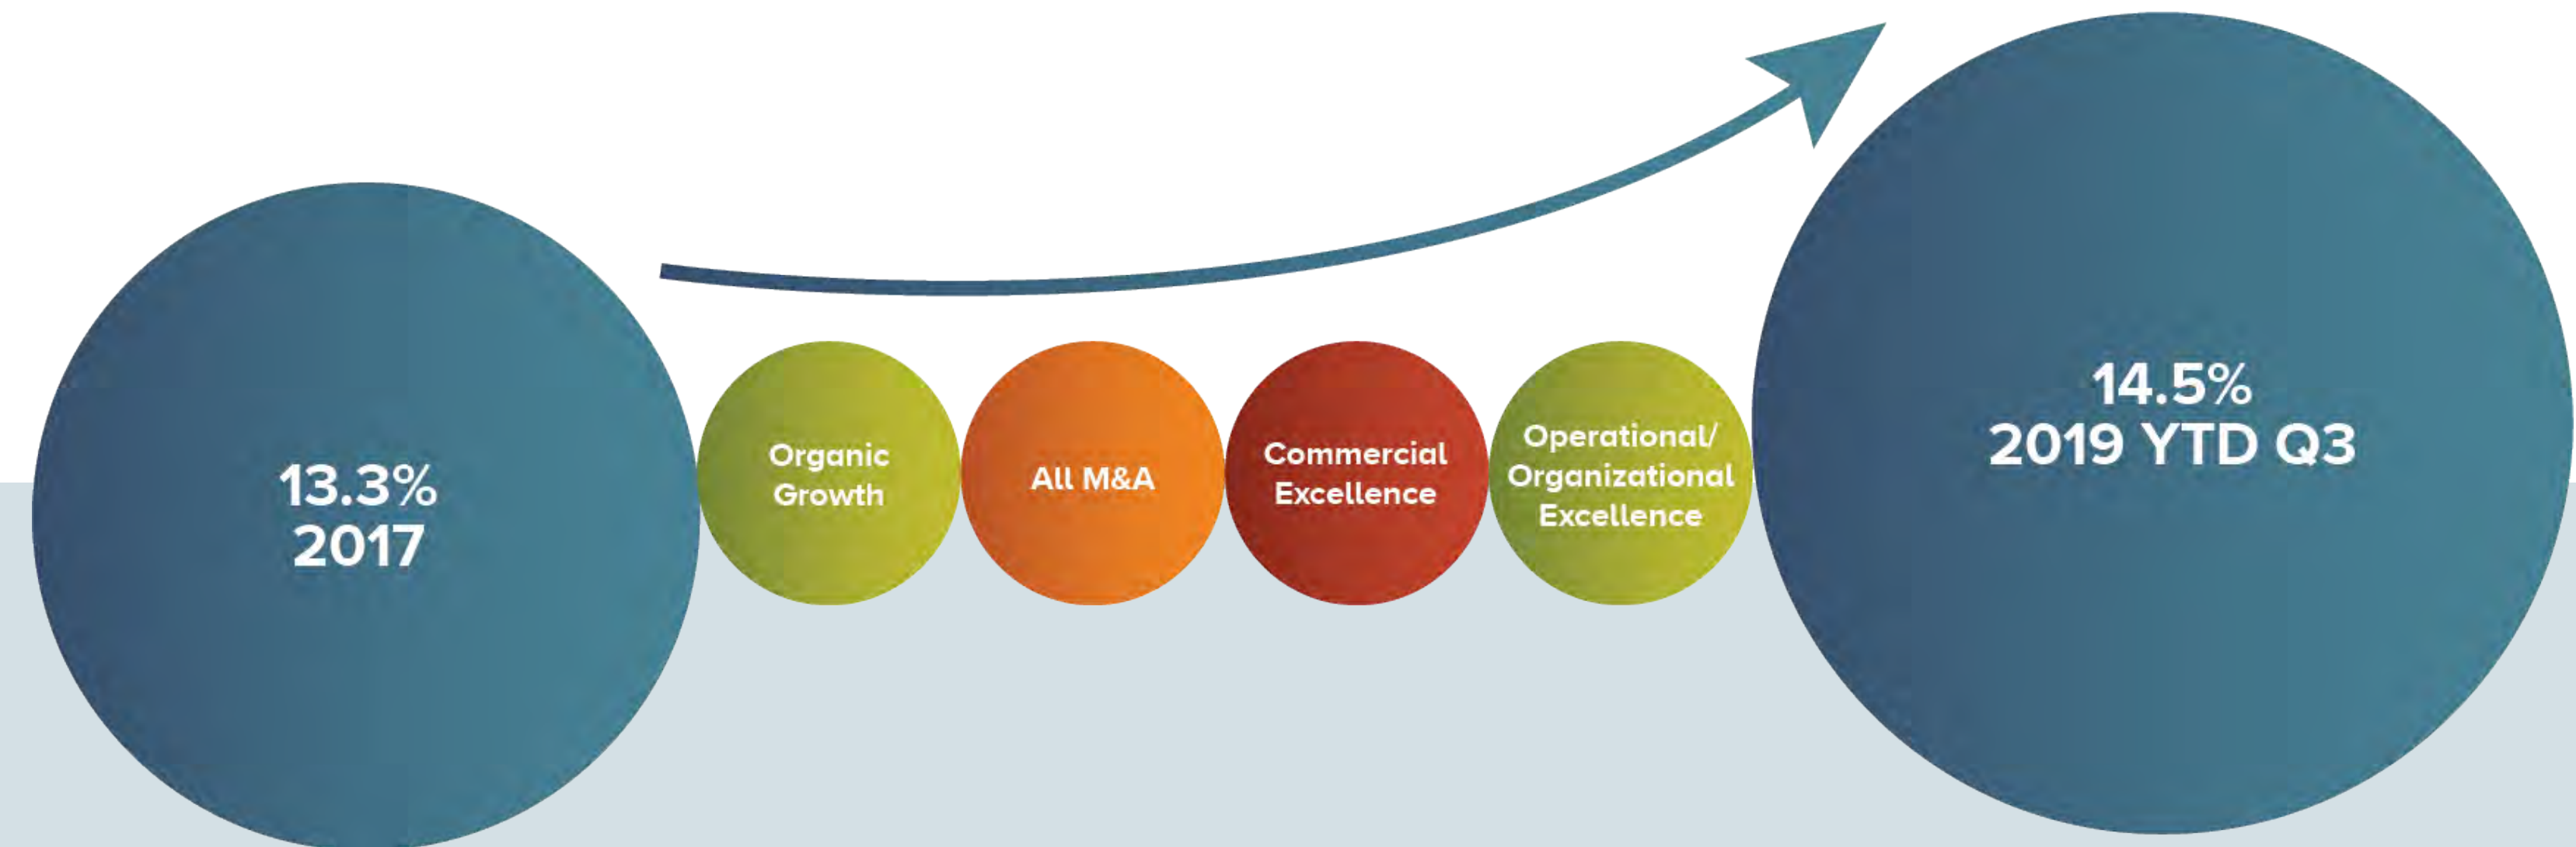 13.3%
2017
Organic
Growth
All M&A
Commercial
Excellence
Operational/
Organizational
Excellence
14.5%
2019 YTD Q3